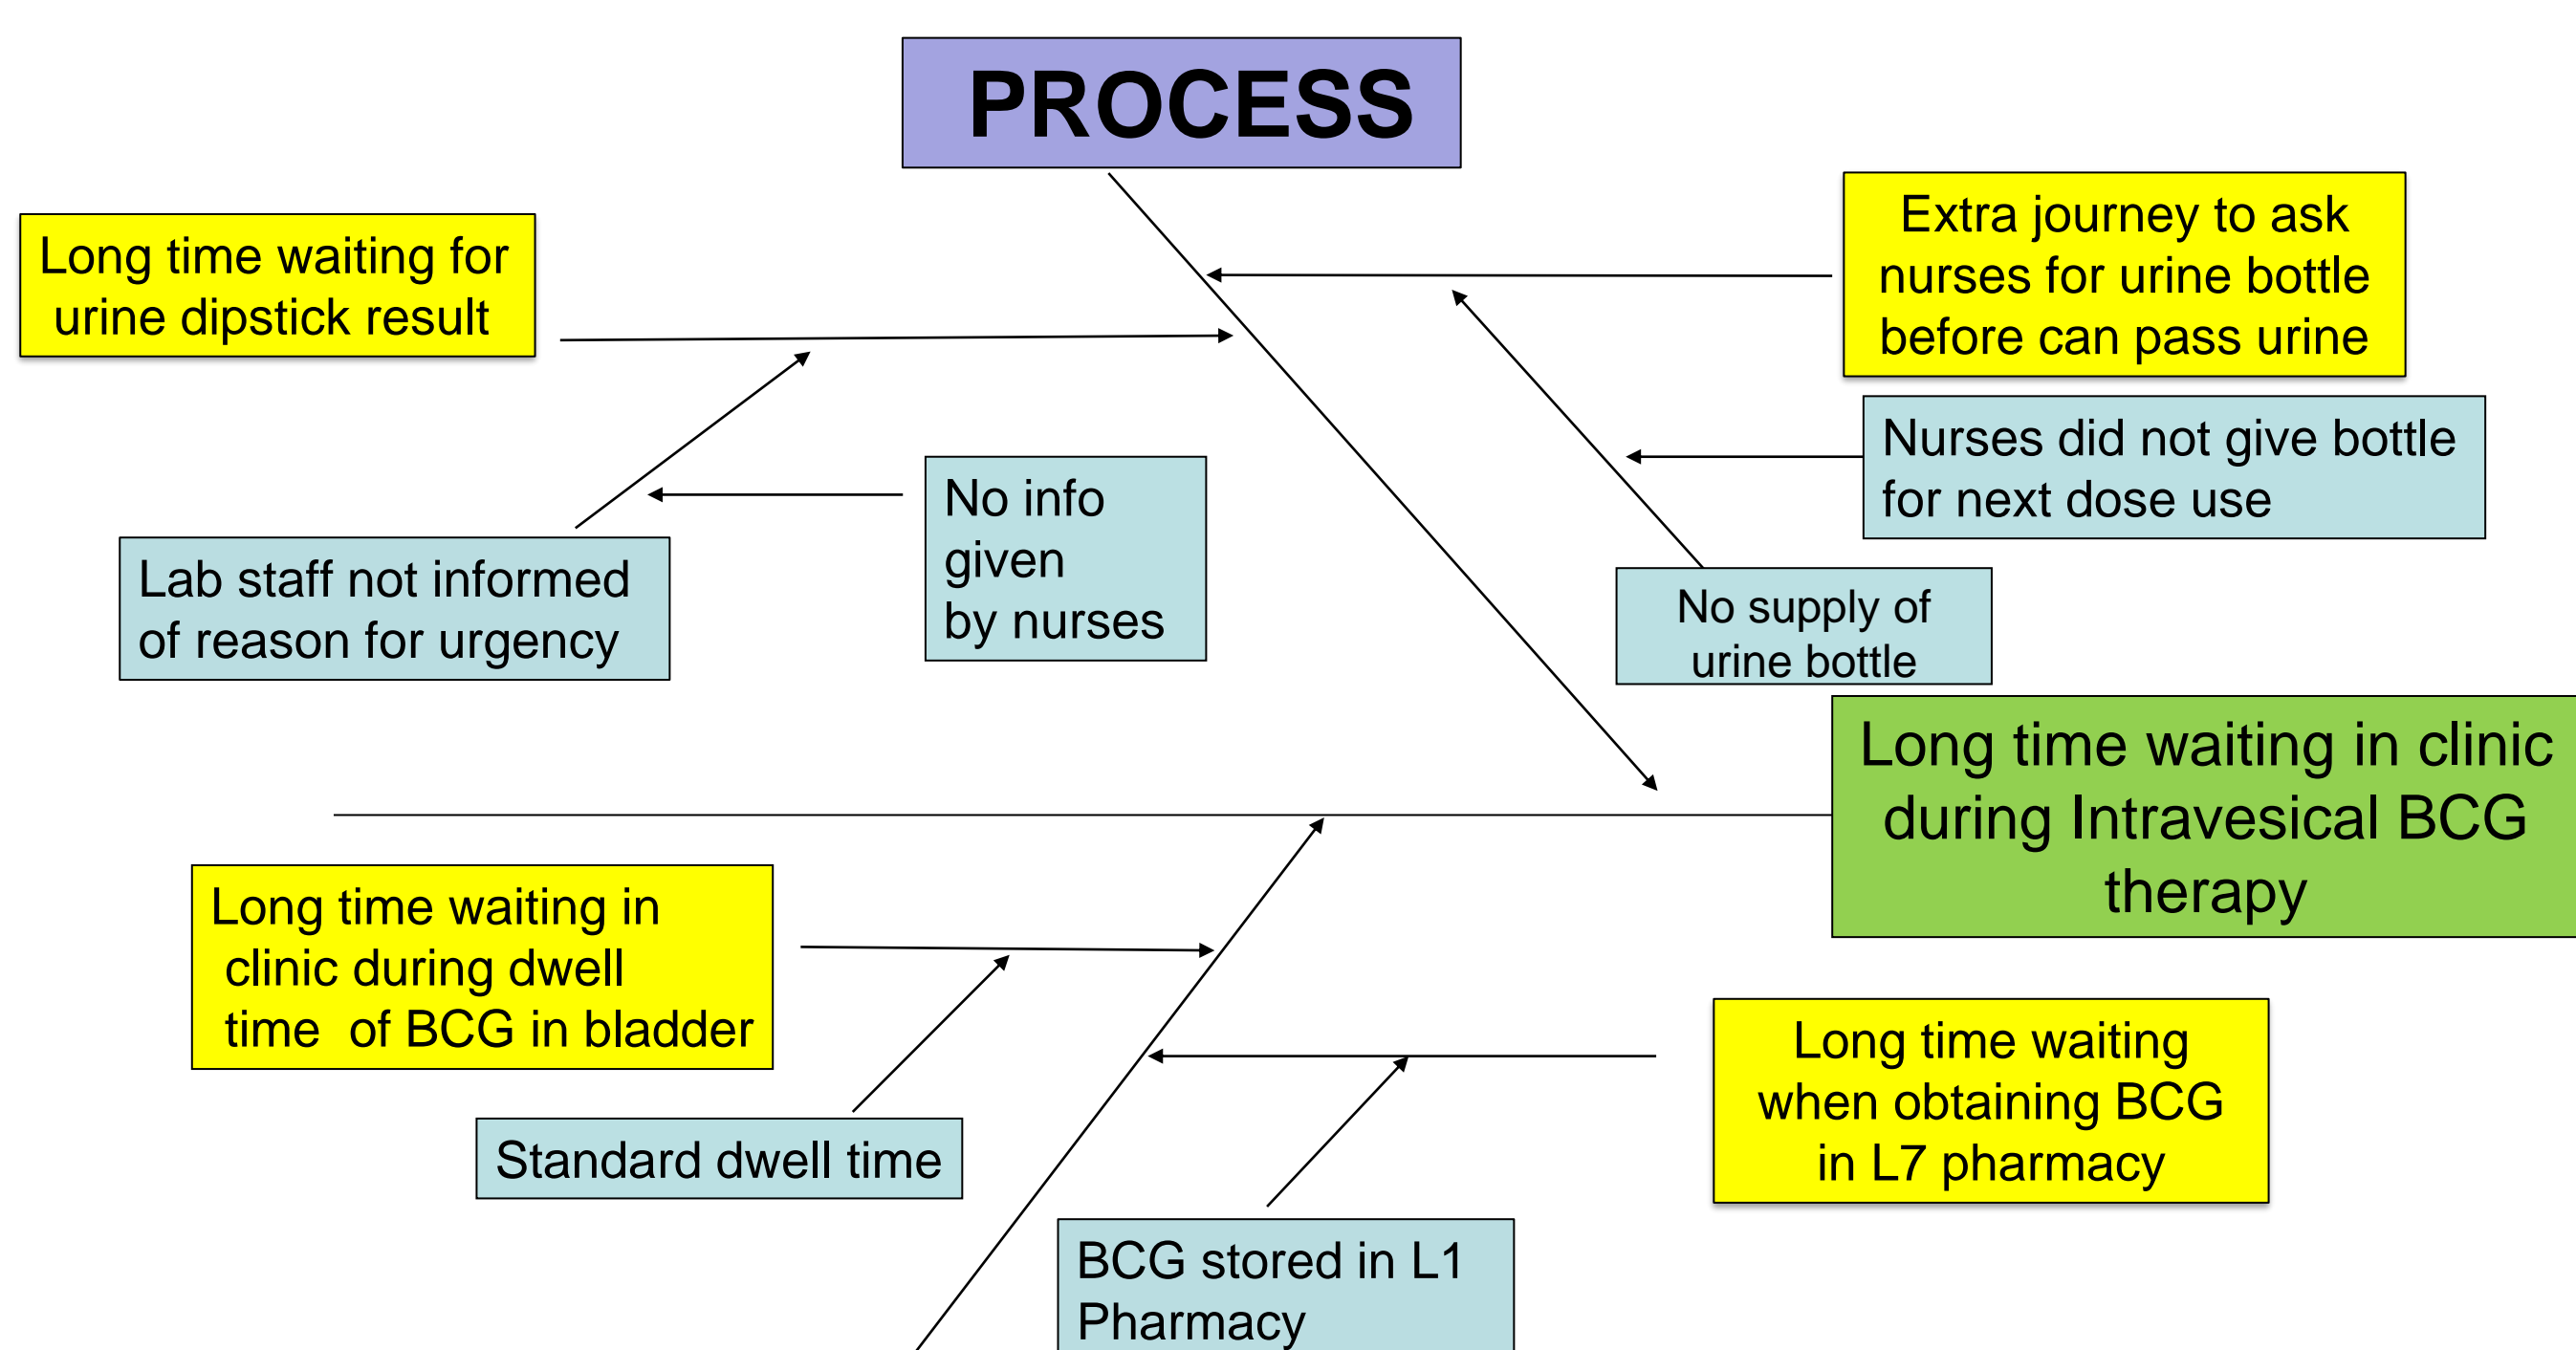 PROCESS
Long time waiting for
urine dipstick result
Extra journey to ask
nurses for urine bottle
before can pass urine
Nurses did not give bottle
for next dose use
No info
given
by nurses
Lab staff not informed
of reason for urgency
No supply of
urine bottle
Long time waiting in clinic
during Intravesical BCG
therapy
Long time waiting in
clinic during dwell
time of BCG in bladder
Long time waiting
when obtaining BCG
in L7 pharmacy
Standard dwell time
BCG stored in L1
Pharmacy